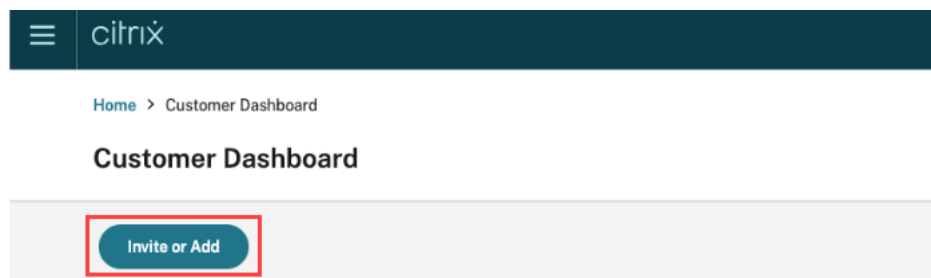 citrix
Home > Customer Dashboard
Customer Dashboard
Invite or Add